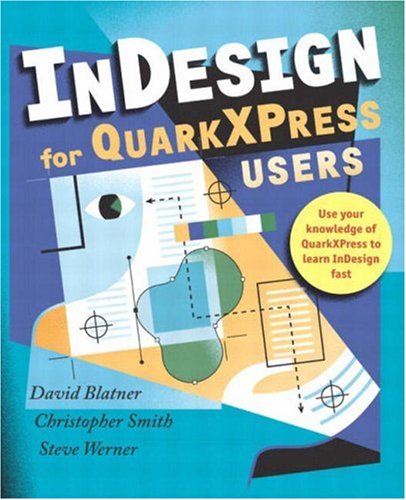 InDesign
for QuarkXPress
users
Use your
knowledge of
QuarkXPress to
learn InDesign
fast
David Blatner
Christopher Smith
Steve Werner